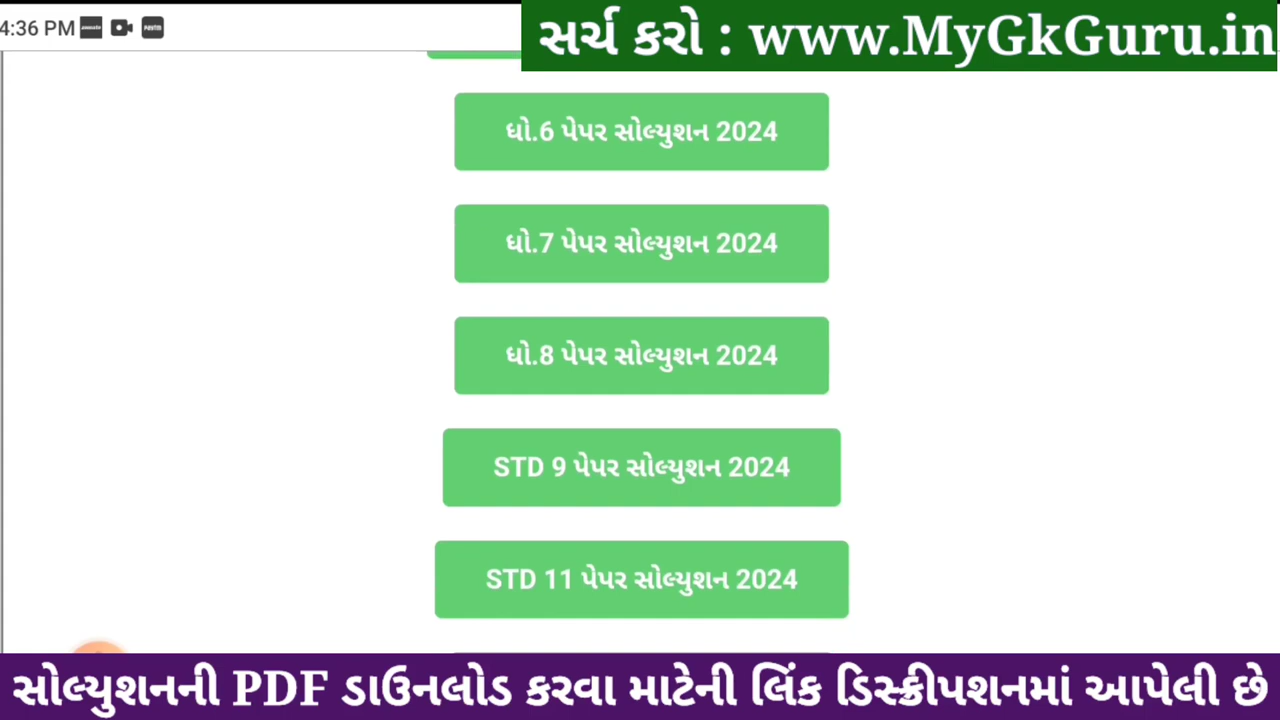 4:36 PM
સર્ચ કરો : www.MyGkGuru.in
ધો.6 પેપર સોલ્યુશન 2024
ધો.7 પેપર સોલ્યુશન 2024
ધો.8 પેપર સોલ્યુશન 2024
STD 9 પેપર સોલ્યુશન 2024
STD 11 પેપર સોલ્યુશન 2024
સોલ્યુશનની PDF ડાઉનલોડ કરવા માટેની લિંક ડિસ્ક્રીપશનમાં આપેલી છે